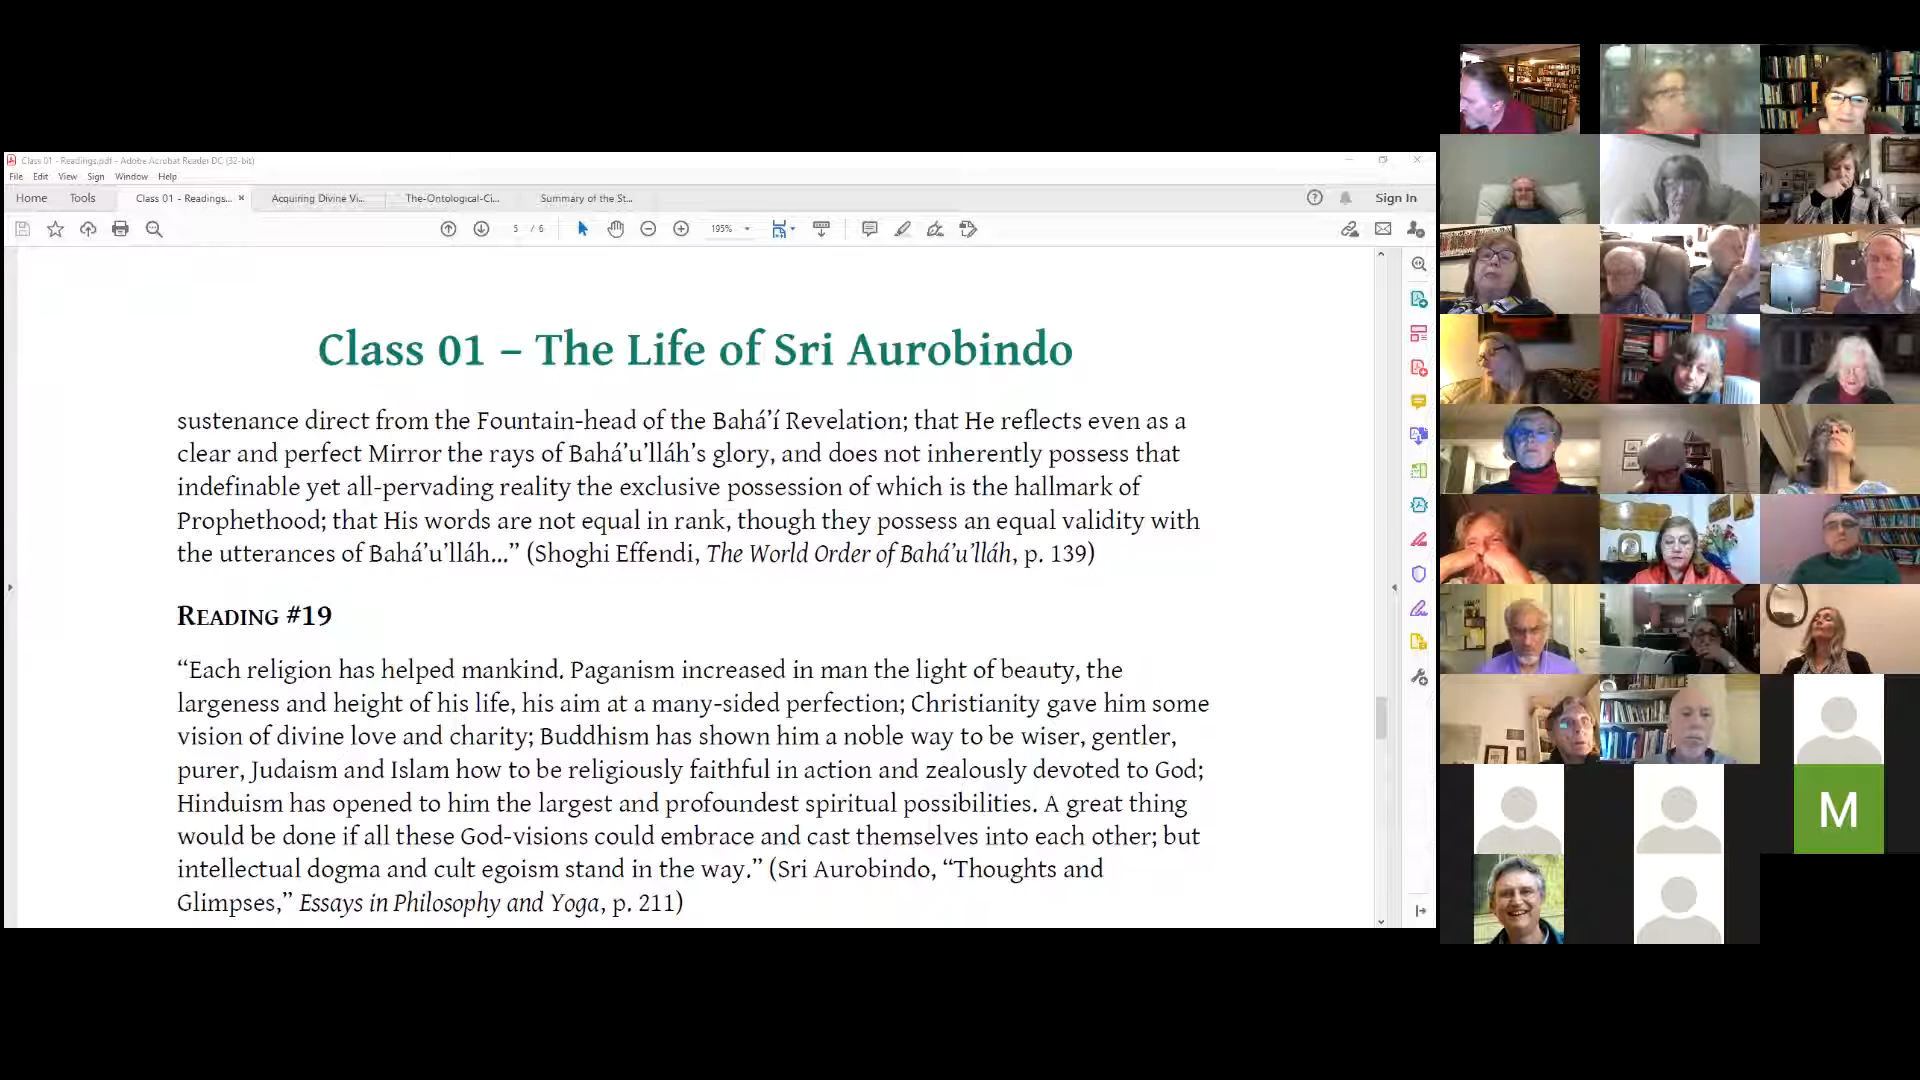 Class 01 - Readings.pdf - Adobe Acrobat Reader DC (32-bit)
File Edit View Sign Window Help
Home Tools Class 01 - Readings... × Acquiring Divine Vi... The-Ontological-Ci... Summary of the St... Sign In
5 / 6 195%
Class 01 – The Life of Sri Aurobindo
sustenance direct from the Fountain-head of the Bahá’í Revelation; that He reflects even as a
clear and perfect Mirror the rays of Bahá’u’lláh’s glory, and does not inherently possess that
indefinable yet all-pervading reality the exclusive possession of which is the hallmark of
Prophethood; that His words are not equal in rank, though they possess an equal validity with
the utterances of Bahá’u’lláh...” (Shoghi Effendi, The World Order of Bahá’u’lláh, p. 139)
READING #19
“Each religion has helped mankind. Paganism increased in man the light of beauty, the
largeness and height of his life, his aim at a many-sided perfection; Christianity gave him some
vision of divine love and charity; Buddhism has shown him a noble way to be wiser, gentler,
purer, Judaism and Islam how to be religiously faithful in action and zealously devoted to God;
Hinduism has opened to him the largest and profoundest spiritual possibilities. A great thing
would be done if all these God-visions could embrace and cast themselves into each other; but
intellectual dogma and cult egoism stand in the way.” (Sri Aurobindo, “Thoughts and
Glimpses,” Essays in Philosophy and Yoga, p. 211)
M